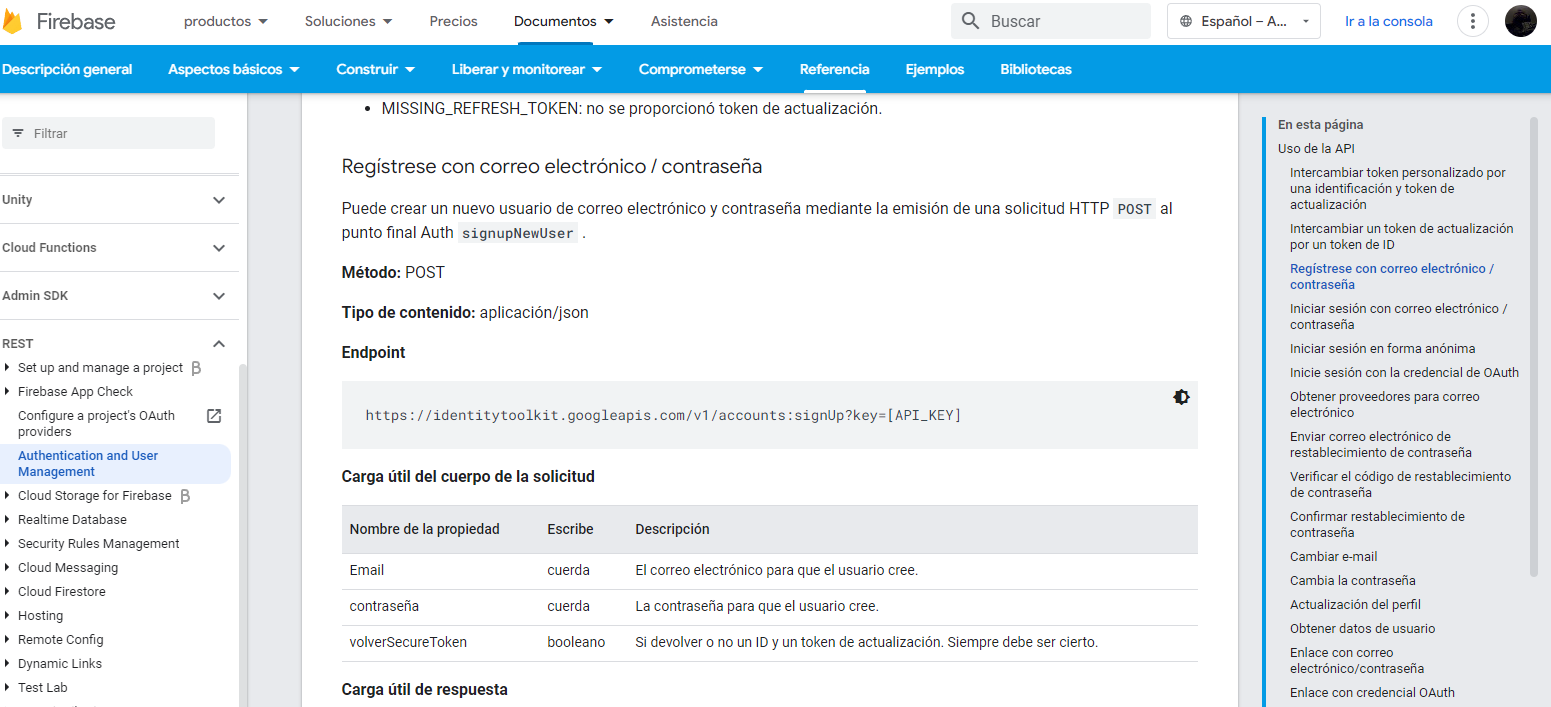 Firebase
productos
Soluciones
Precios
Documentos
Asistencia
Buscar
Español – A...
Ir a la consola
Descripción general
Aspectos básicos
Construir
Liberar y monitorear
Comprometerse
Referencia
Ejemplos
Bibliotecas
Filtrar
Unity
Cloud Functions
Admin SDK
REST
Set up and manage a project β
Firebase App Check
Configure a project's OAuth
providers
Authentication and User
Management
Cloud Storage for Firebase β
Realtime Database
Security Rules Management
Cloud Messaging
Cloud Firestore
Hosting
Remote Config
Dynamic Links
Test Lab
• MISSING_REFRESH_TOKEN: no se proporcionó token de actualización.
Regístrese con correo electrónico / contraseña
Puede crear un nuevo usuario de correo electrónico y contraseña mediante la emisión de una solicitud HTTP POST al
punto final Auth signupNewUser .
Método: POST
Tipo de contenido: aplicación/json
Endpoint
https://identitytoolkit.googleapis.com/v1/accounts:signUp?key=[API_KEY]
Carga útil del cuerpo de la solicitud
Nombre de la propiedad Escribe Descripción
Email cuerda El correo electrónico para que el usuario cree.
contraseña cuerda La contraseña para que el usuario cree.
volverSecureToken booleano Si devolver o no un ID y un token de actualización. Siempre debe ser cierto.
Carga útil de respuesta
En esta página
Uso de la API
Intercambiar token personalizado por
una identificación y token de
actualización
Intercambiar un token de actualización
por un token de ID
Regístrese con correo electrónico /
contraseña
Iniciar sesión con correo electrónico /
contraseña
Iniciar sesión en forma anónima
Inicie sesión con la credencial de OAuth
Obtener proveedores para correo
electrónico
Enviar correo electrónico de
restablecimiento de contraseña
Verificar el código de restablecimiento
de contraseña
Confirmar restablecimiento de
contraseña
Cambiar e-mail
Cambia la contraseña
Actualización del perfil
Obtener datos de usuario
Enlace con correo
electrónico/contraseña
Enlace con credencial OAuth